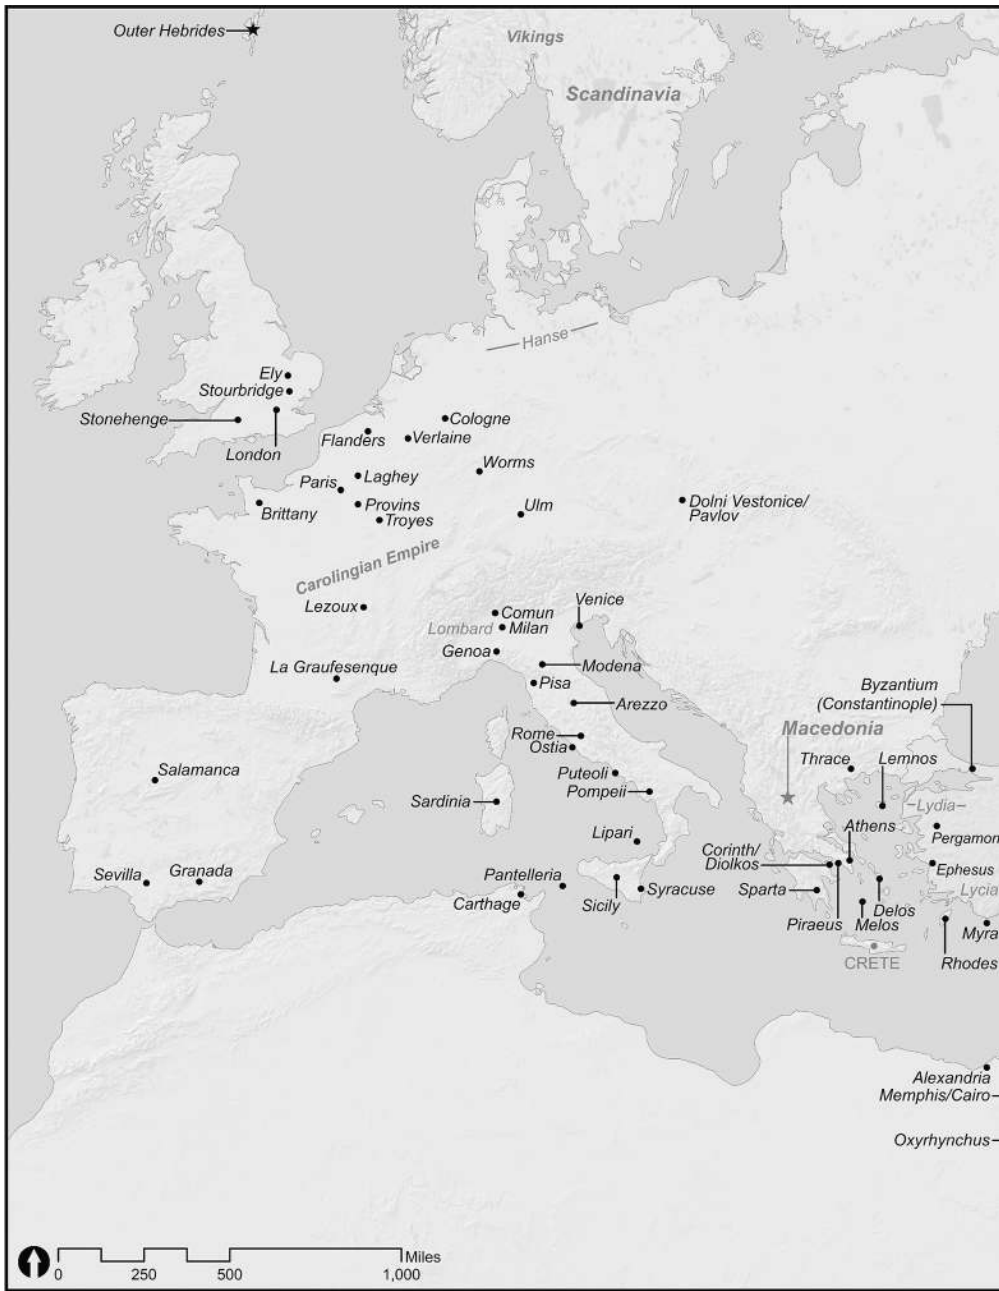 Outer Hebrides
Vikings
Scandinavia
Hanse
Ely
Stourbridge
Stonehenge
London
Cologne
Flanders
Verlaine
Worms
Laghey
Paris
Provins
Brittany
Troyes
Ulm
Dolni Vestonice/
Pavlov
Carolingian Empire
Lezoux
Comun
Venice
Lombard
Milan
Genoa
La Graufesenque
Modena
Pisa
Arezzo
Byzantium
(Constantinople)
Macedonia
Rome
Ostia
Thrace
Lemnos
Salamanca
Puteoli
Pompeii
Sardinia
Lydia
Athens
Pergamon
Lipari
Corinth/
Diolkos
Sevilla
Granada
Pantelleria
Ephesus
Carthage
Sicily
Syracuse
Sparta
Lycia
Piraeus
Melos
Delos
Myra
CRETE
Rhodes
Alexandria
Memphis/Cairo
Oxyrhynchus
Miles
0 250 500 1,000